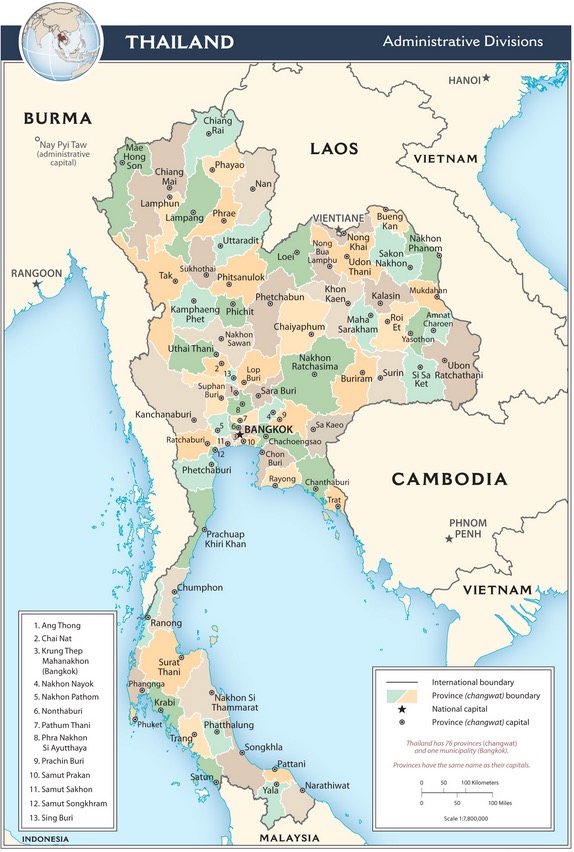 THAILAND
Administrative Divisions
HANOI
BURMA
Nay Pyi Taw
(administrative
capital)
LAOS
VIETNAM
Chiang
Rai
Mae
Hong
Son
Chiang
Mai
Phayao
Nan
Lamphun
Lampang
Phrae
VIENTIANE
Bueng
Kan
Uttaradit
Loei
Nong
Bua
Lamphu
Nong
Khai
Udon
Thani
Sakon
Nakhon
Nakhon
Phanom
RANGOON
Tak
Sukhothai
Phitsanulok
Phetchabun
Khon
Kaen
Kalasin
Mukdahan
Kamphaeng
Phet
Phichit
Chaiyaphum
Maha
Sarakham
Roi
Et
Amnat
Charoen
Yasothon
Nakhon
Sawan
Uthai Thani
2
13
Lop
Buri
Nakhon
Ratchasima
Buriram
Surin
Si Sa
Ket
Ubon
Ratchathani
Suphan
Buri
1
Sara Buri
8
Kanchanaburi
4
9
5
6
7
BANGKOK
Sa Kaeo
Ratchaburi
11
3
10
Chachoengsao
12
Chon
Buri
Phetchaburi
Rayong
Chanthaburi
Trat
CAMBODIA
PHNOM
PENH
Prachuap
Khiri Khan
VIETNAM
Chumphon
Ranong
Surat
Thani
Phangnga
Krabi
Nakhon Si
Thammarat
Phuket
Trang
Phatthalung
Songkhla
Satun
Pattani
Yala
Narathiwat
INDONESIA
MALAYSIA
1. Ang Thong
2. Chai Nat
3. Krung Thep
Mahanakhon
(Bangkok)
4. Nakhon Nayok
5. Nakhon Pathom
6. Nonthaburi
7. Pathum Thani
8. Phra Nakhon
Si Ayutthaya
9. Prachin Buri
10. Samut Prakan
11. Samut Sakhon
12. Samut Songkhram
13. Sing Buri
International boundary
Province (changwat) boundary
National capital
Province (changwat) capital
Thailand has 76 provinces (changwat)
and one municipality (Bangkok).
Provinces have the same name as their capitals.
0 50 100 Kilometers
0 50 100 Miles
Scale 1:7,800,000